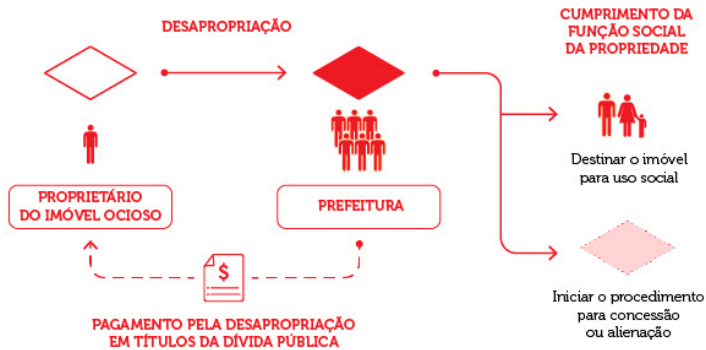 DESAPROPRIAÇÃO
CUMPRIMENTO DA
FUNÇÃO SOCIAL
DA PROPRIEDADE
PROPRIETÁRIO
DO IMÓVEL OCIOSO
PREFEITURA
Destinar o imóvel
para uso social
$
PAGAMENTO PELA DESAPROPRIAÇÃO
EM TÍTULOS DA DÍVIDA PÚBLICA
Iniciar o procedimento
para concessão
ou alienação